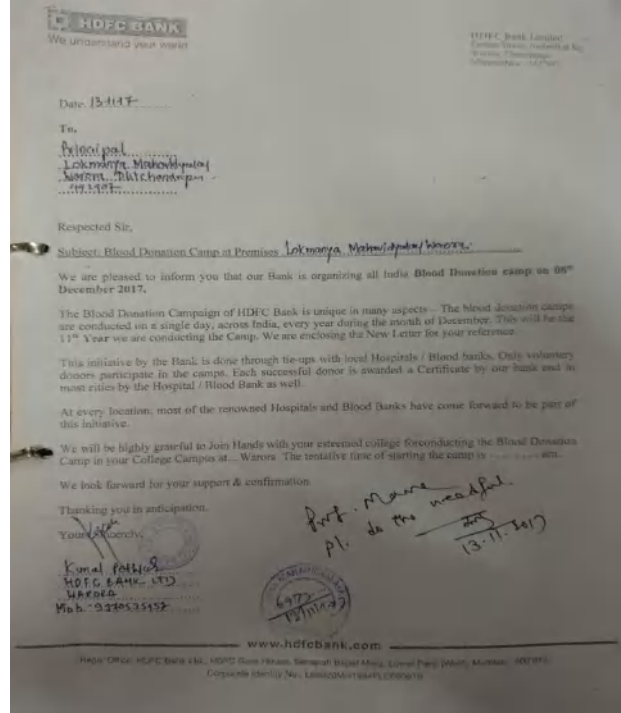 HDFC BANK
We understand your world
HDFC Bank Limited
Date. 13.11.17
To,
Principal
Lokmanya Mahavidyalay
Warora
Respected Sir,
Subject: Blood Donation Camp at Premises Lokmanya Mahavidyalay Warora.
We are pleased to inform you that our Bank is organizing all India Blood Donation camp on 08th
December 2017.
The Blood Donation Campaign of HDFC Bank is unique in many aspects... The blood donation camps
are conducted on a single day, across India, every year during the month of December. This will be the
11th Year we are conducting the Camp. We are enclosing the New Letter for your reference.
This initiative by the Bank is done through tie-ups with local Hospitals / Blood banks. Only voluntary
donors participate in the camps. Each successful donor is awarded a Certificate by our bank and in
most cities by the Hospital / Blood Bank as well.
At every location, most of the renowned Hospitals and Blood Banks have come forward to be part of
this initiative.
We will be highly grateful to Join Hands with your esteemed college forconducting the Blood Donation
Camp in your College Campus at... Warora. The tentative time of starting the camp is ........... am.
We look forward for your support & confirmation
Thanking you in anticipation.
Yours Sincerely,
Prof. Mane
pl. do the needful.
13.11.2017
Kunal
HDFC BANK LTD
WARORA
Mob.
www.hdfcbank.com